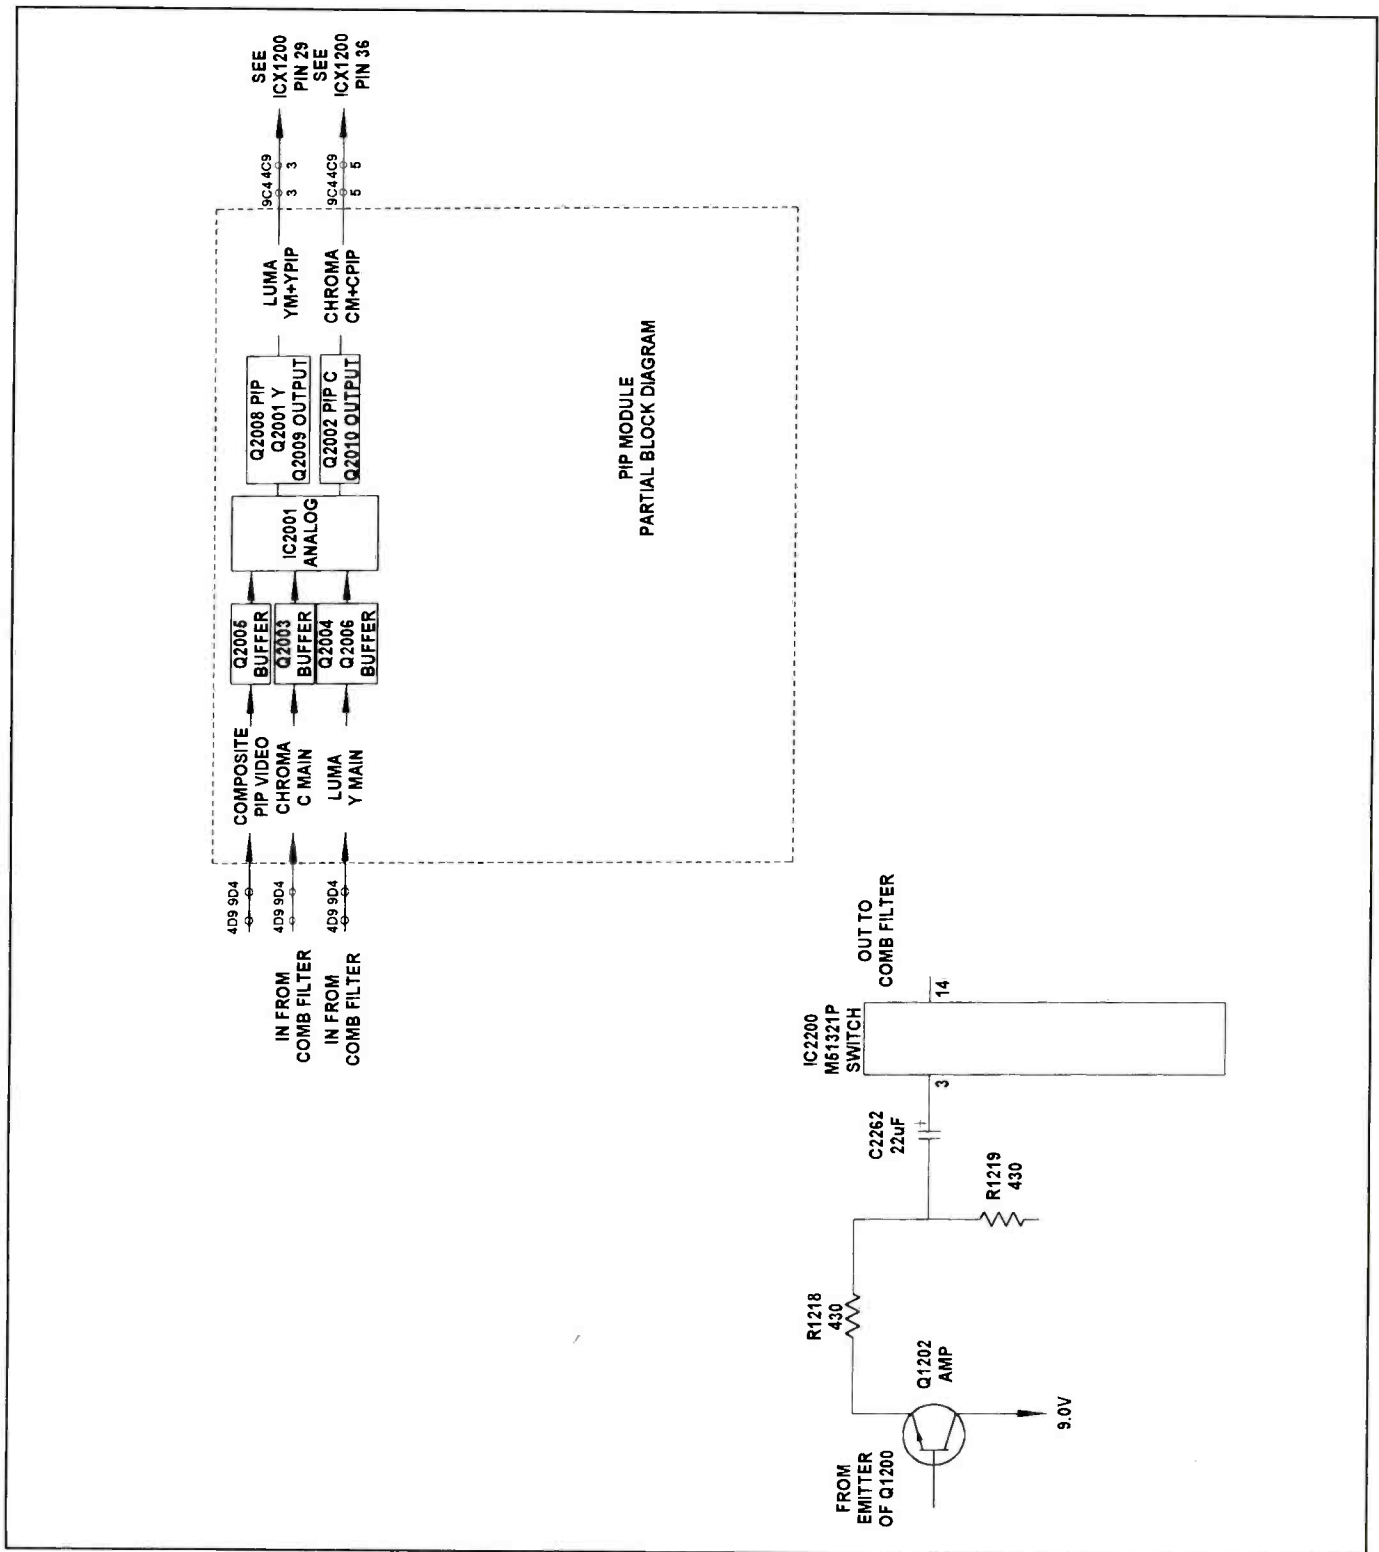 4D9 9D4
COMPOSITE
PIP VIDEO
Q2005
BUFFER
IN FROM
COMB FILTER
4D9 9D4
CHROMA
C MAIN
Q2003
BUFFER
IN FROM
COMB FILTER
4D9 9D4
LUMA
Y MAIN
Q2004
Q2006
BUFFER
IC2001
ANALOG
Q2008 PIP
Q2001 Y
Q2009 OUTPUT
LUMA
YM+YPIP
9C4 4C9
3 3
SEE
ICX1200
PIN 29
Q2002 PIP C
Q2010 OUTPUT
CHROMA
CM+CPIP
9C4 4C9
5 5
SEE
ICX1200
PIN 36
PIP MODULE
PARTIAL BLOCK DIAGRAM
FROM
EMITTER
OF Q1200
Q1202
AMP
9.0V
R1218
430
R1219
430
C2262
22uF
+
3
IC2200
M51321P
SWITCH
14
OUT TO
COMB FILTER